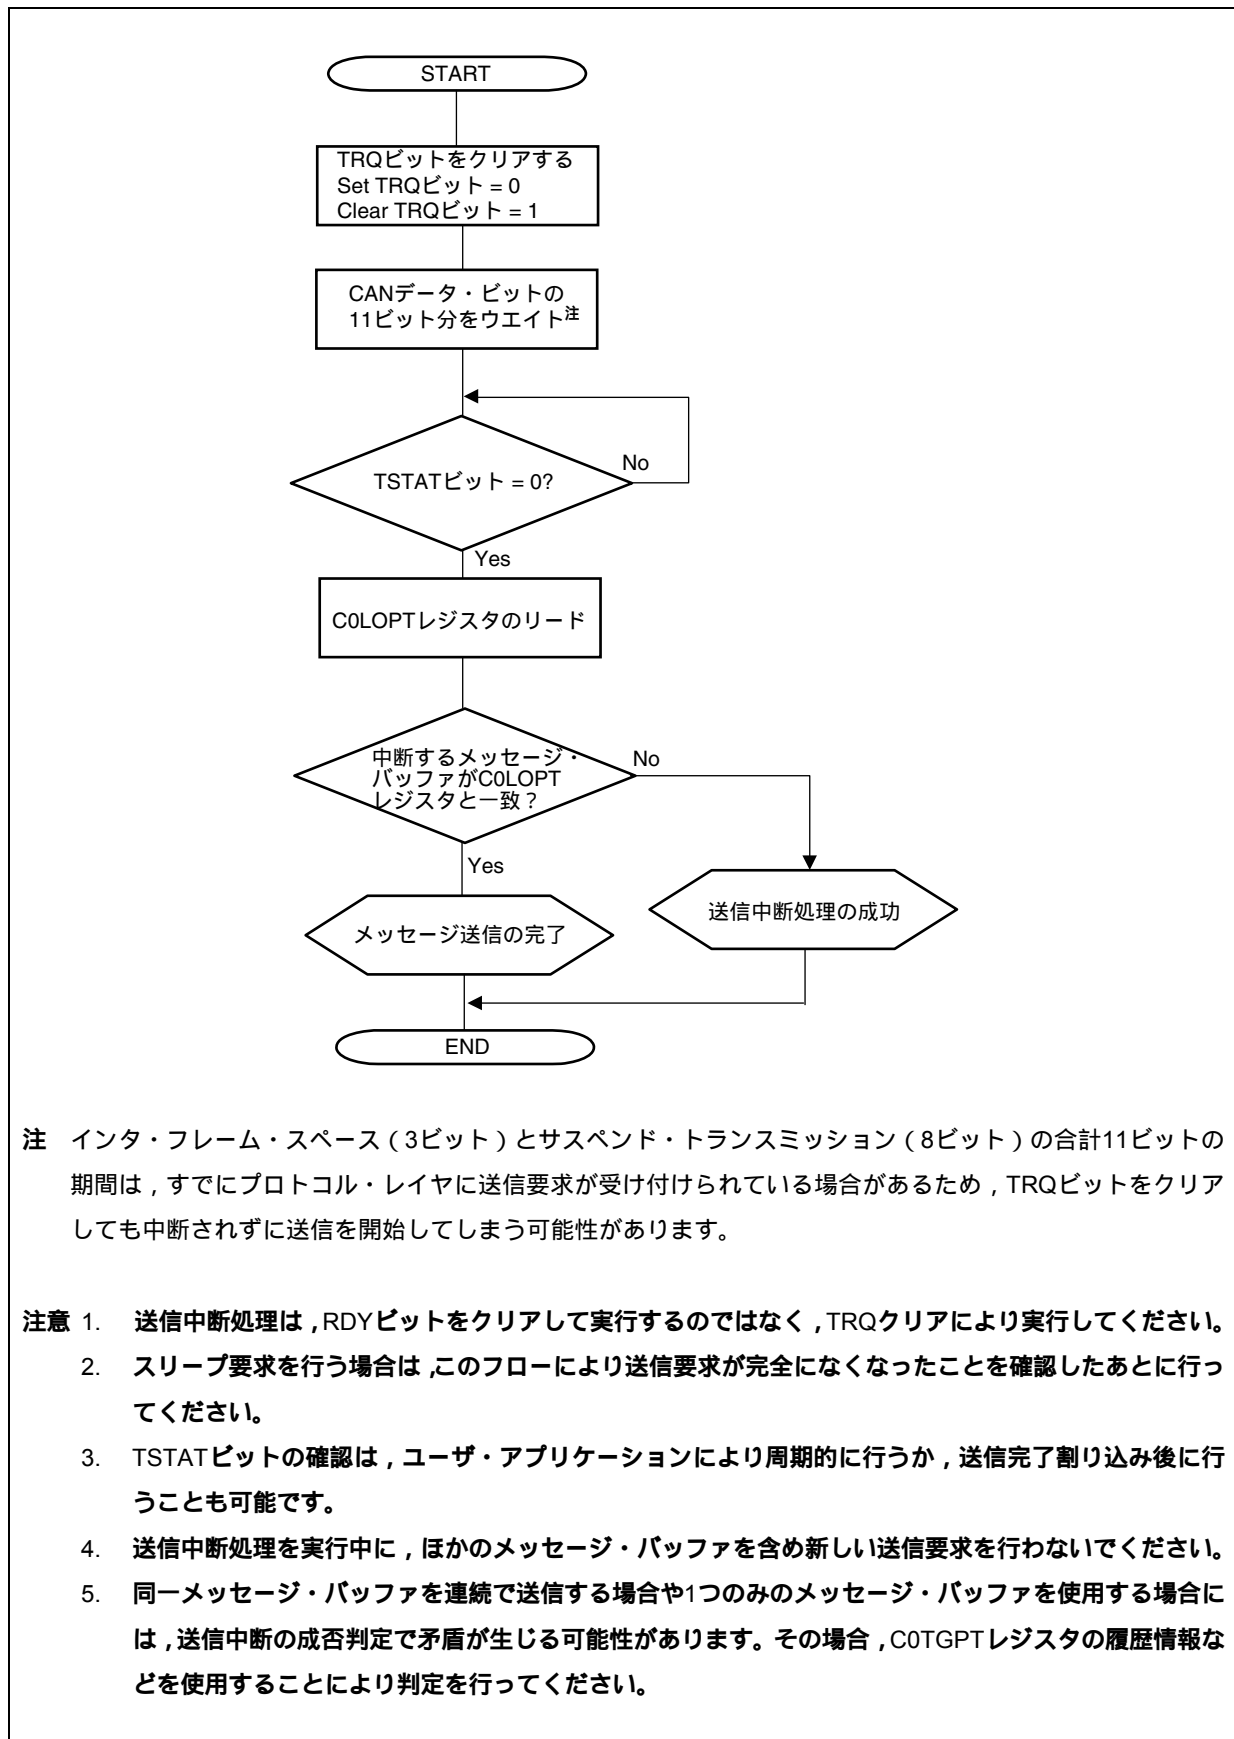 START
TRQビットをクリアする
Set TRQビット = 0
Clear TRQビット = 1
CANデータ・ビットの
11ビット分をウエイト注
TSTATビット = 0?
No
Yes
C0LOPTレジスタのリード
中断するメッセージ・
バッファがC0LOPT
レジスタと一致？
No
Yes
送信中断処理の成功
メッセージ送信の完了
END
注 インタ・フレーム・スペース（3ビット）とサスペンド・トランスミッション（8ビット）の合計11ビットの
期間は，すでにプロトコル・レイヤに送信要求が受け付けられている場合があるため，TRQビットをクリア
しても中断されずに送信を開始してしまう可能性があります。
注意 1. 送信中断処理は，RDYビットをクリアして実行するのではなく，TRQクリアにより実行してください。
2. スリープ要求を行う場合は，このフローにより送信要求が完全になくなったことを確認したあとに行っ
てください。
3. TSTATビットの確認は，ユーザ・アプリケーションにより周期的に行うか，送信完了割り込み後に行
うことも可能です。
4. 送信中断処理を実行中に，ほかのメッセージ・バッファを含め新しい送信要求を行わないでください。
5. 同一メッセージ・バッファを連続で送信する場合や1つのみのメッセージ・バッファを使用する場合に
は，送信中断の成否判定で矛盾が生じる可能性があります。その場合，C0TGPTレジスタの履歴情報な
どを使用することにより判定を行ってください。